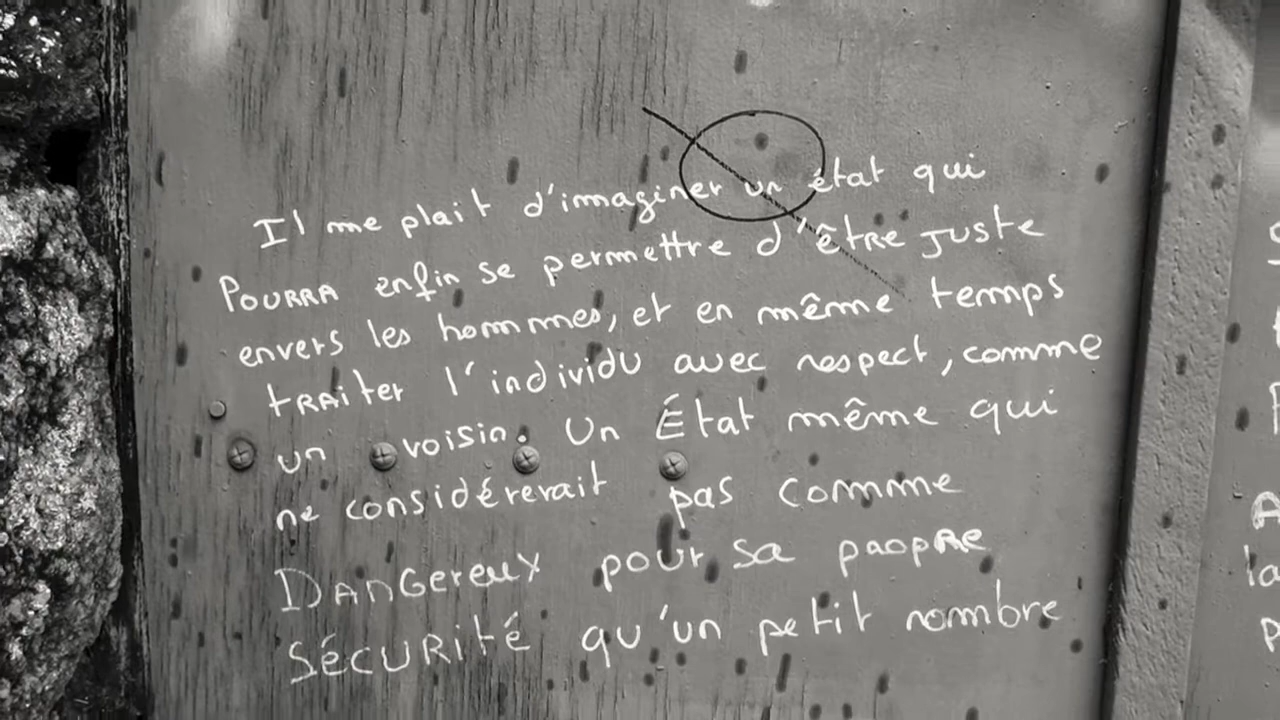 Il me plait d'imaginer un état qui
POURRA enfin se permettre d'être JUSTE
envers les hommes, et en même temps
tRAiter l'individu avec respect, comme
un voisin. Un État même qui
ne considérerait pas comme
DANGereux pour sa propRe
SÉCURité qu'un petit nombre